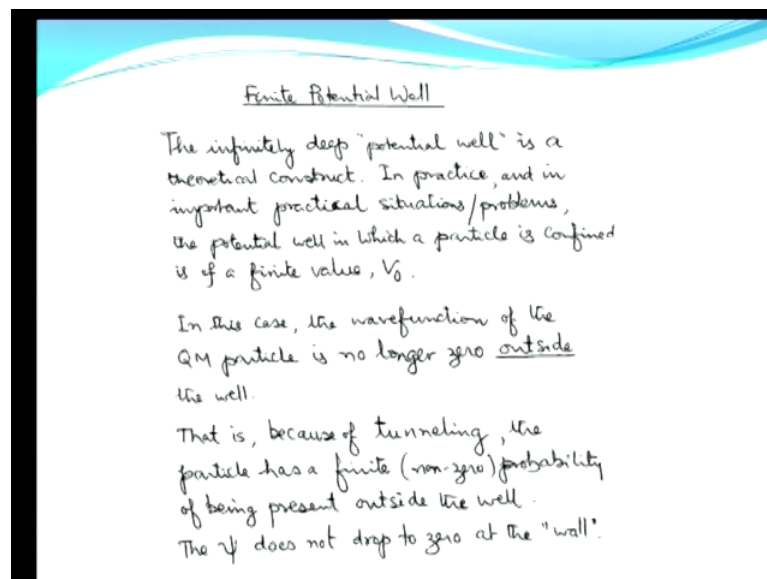 Finite Potential Well
The infinitely deep "potential well" is a
theoretical construct. In practice, and in
important practical situations/problems,
the potential well in which a particle is confined
is of a finite value, V₀.
In this case, the wavefunction of the
QM particle is no longer zero outside
the well.
That is, because of tunneling, the
particle has a finite (non-zero) probability
of being present outside the well.
The ψ does not drop to zero at the "wall".